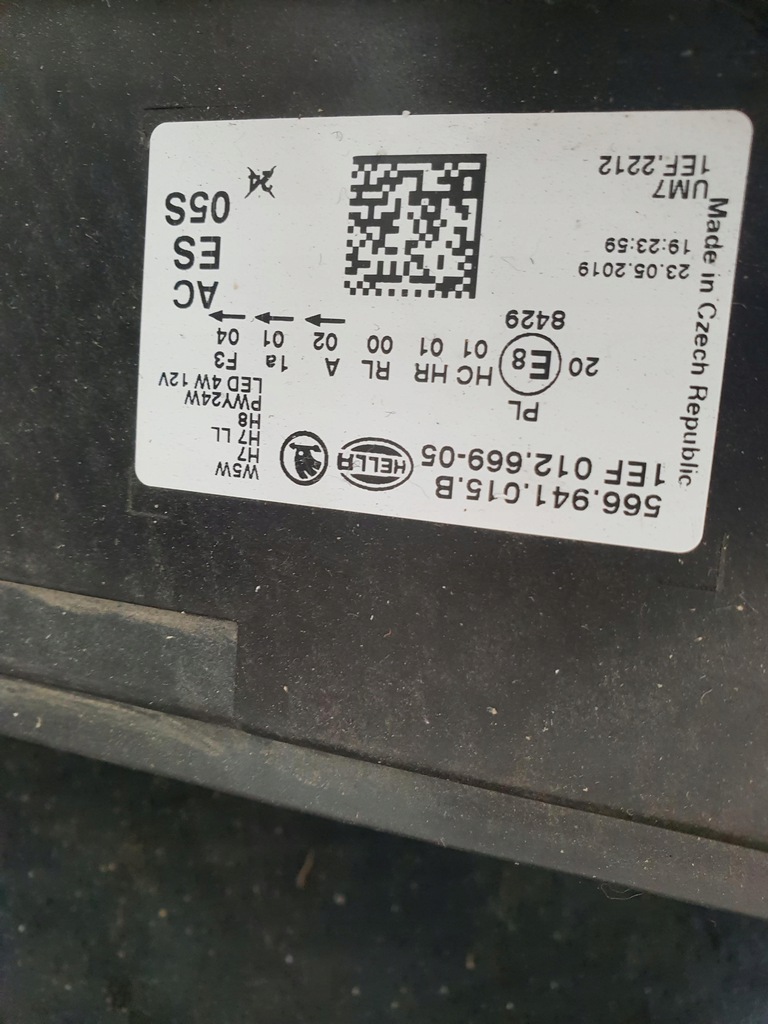 566.941.015.B
1EF 012.669-05
HELLA
W5W
H7
H7 LL
H8
PWY24W
LED 4W 12V
PL
20 E8 HC HR RL A 1a F3
01 01 00 02 01 04
8429
AC
ES
05S
23.05.2019
19:23:59
UM7
1EF.2212
Made in Czech Republic